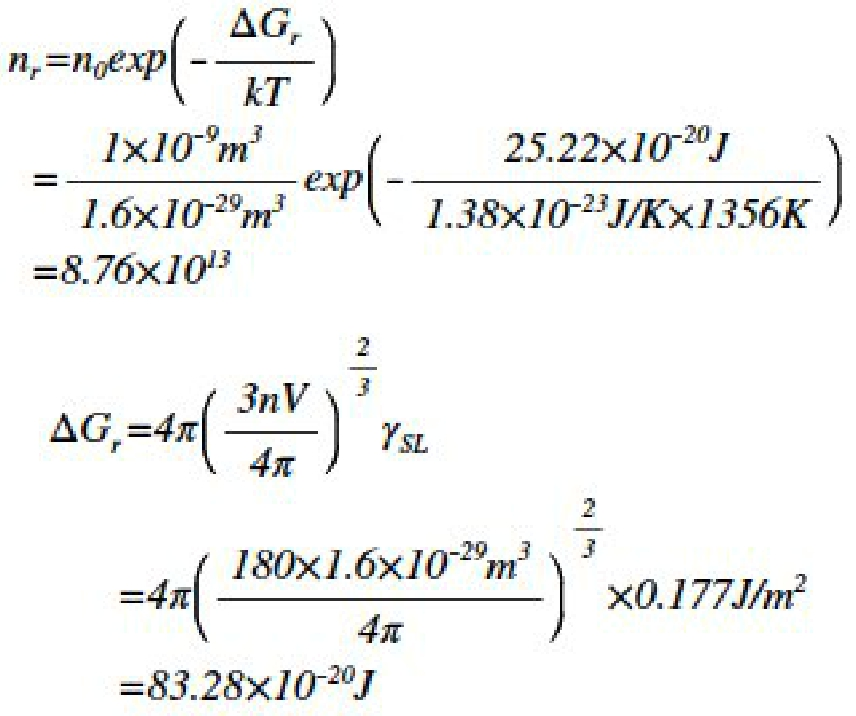 n_r=n_0exp(-ΔG_r/kT)
=1×10^-9m^3/1.6×10^-29m^3 exp(-25.22×10^-20J/1.38×10^-23J/K×1356K)
=8.76×10^13
ΔG_r=4π(3nV/4π)^2/3 γ_SL
=4π(180×1.6×10^-29m^3/4π)^2/3 ×0.177J/m^2
=83.28×10^-20J